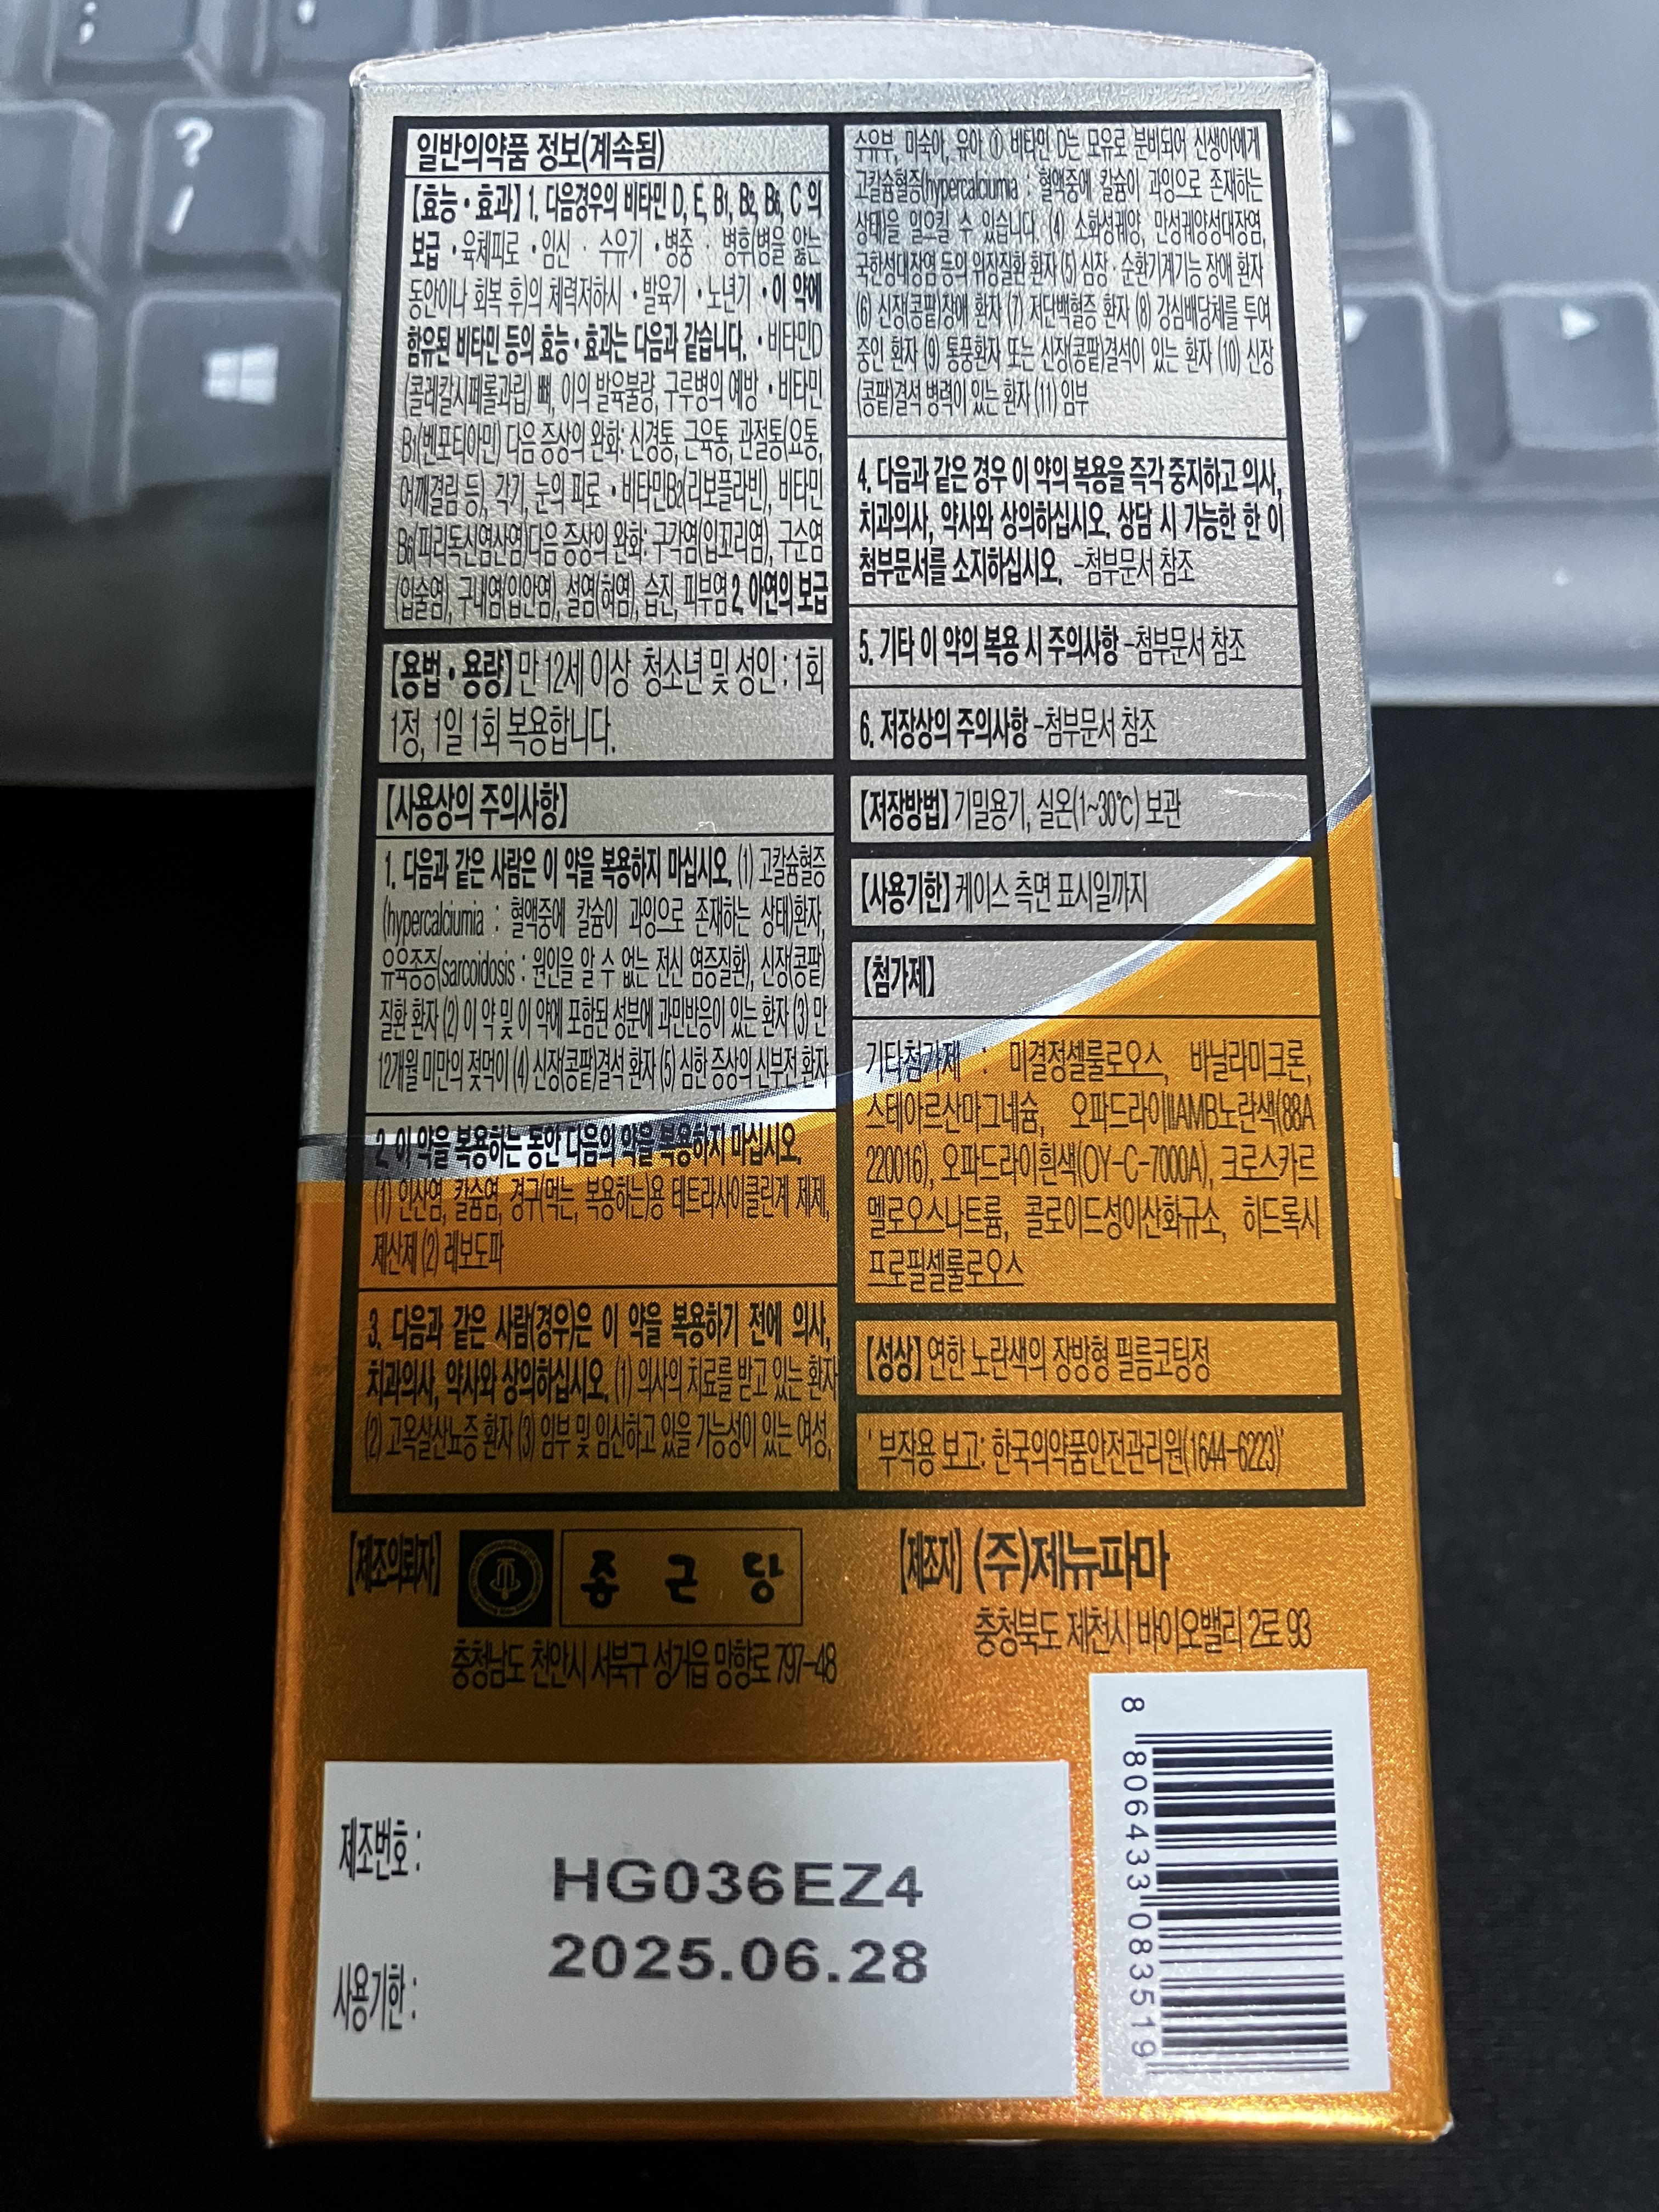 일반의약품 정보(계속됨)
【효능·효과】 1. 다음경우의 비타민 D, E, B1, B2, B6, C 의
보급 • 육체피로 • 임신 · 수유기 • 병중 · 병후(병을 앓는
동안이나 회복 후)의 체력저하시 • 발육기 • 노년기 • 이 약에
함유된 비타민 등의 효능·효과는 다음과 같습니다. • 비타민D
(콜레칼시페롤과립) 뼈, 이의 발육불량, 구루병의 예방 • 비타민
B1(벤포티아민) 다음 증상의 완화: 신경통, 근육통, 관절통(요통,
어깨결림 등), 각기, 눈의 피로 • 비타민B2(리보플라빈), 비타민
B6(피리독신염산염)다음 증상의 완화: 구각염(입꼬리염), 구순염
(입술염), 구내염(입안염), 설염(혀염), 습진, 피부염 2. 아연의 보급
【용법·용량】 만 12세 이상 청소년 및 성인 : 1회
1정, 1일 1회 복용합니다.
【사용상의 주의사항】
1. 다음과 같은 사람은 이 약을 복용하지 마십시오. (1) 고칼슘혈증
(hypercalciumia : 혈액중에 칼슘이 과잉으로 존재하는 상태)환자,
유육종증(sarcoidosis : 원인을 알 수 없는 전신 염증질환), 신장(콩팥)
질환 환자 (2) 이 약 및 이 약에 포함된 성분에 과민반응이 있는 환자 (3) 만
12개월 미만의 젖먹이 (4) 신장(콩팥)결석 환자 (5) 심한 증상의 신부전 환자
2. 이 약을 복용하는 동안 다음의 약을 복용하지 마십시오.
(1) 인산염, 칼슘염, 경구(먹는, 복용하는)용 테트라사이클린계 제제,
제산제 (2) 레보도파
3. 다음과 같은 사람(경우)은 이 약을 복용하기 전에 의사,
치과의사, 약사와 상의하십시오. (1) 의사의 치료를 받고 있는 환자
(2) 고옥살산뇨증 환자 (3) 임부 및 임신하고 있을 가능성이 있는 여성,
수유부, 미숙아, 유아 ① 비타민 D는 모유로 분비되어 신생아에게
고칼슘혈증(hypercalciumia : 혈액중에 칼슘이 과잉으로 존재하는
상태)을 일으킬 수 있습니다. (4) 소화성궤양, 만성궤양성대장염,
국한성대장염 등의 위장질환 환자 (5) 심장·순환기계기능 장애 환자
(6) 신장(콩팥)장애 환자 (7) 저단백혈증 환자 (8) 강심배당체를 투여
중인 환자 (9) 통풍환자 또는 신장(콩팥)결석이 있는 환자 (10) 신장
(콩팥)결석 병력이 있는 환자 (11) 임부
4. 다음과 같은 경우 이 약의 복용을 즉각 중지하고 의사,
치과의사, 약사와 상의하십시오. 상담 시 가능한 한 이
첨부문서를 소지하십시오. -첨부문서 참조
5. 기타 이 약의 복용 시 주의사항 -첨부문서 참조
6. 저장상의 주의사항 -첨부문서 참조
【저장방법】 기밀용기, 실온(1~30℃) 보관
【사용기한】 케이스 측면 표시일까지
【첨가제】
기타첨가제 : 미결정셀룰로오스, 바닐라미크론,
스테아르산마그네슘, 오파드라이ⅡAMB노란색(88A
220016), 오파드라이흰색(OY-C-7000A), 크로스카르
멜로오스나트륨, 콜로이드성이산화규소, 히드록시
프로필셀룰로오스
【성상】 연한 노란색의 장방형 필름코팅정
'부작용 보고: 한국의약품안전관리원(1644-6223)'
【제조의뢰자】 종근당
충청남도 천안시 서북구 성거읍 망향로 797-48
【제조자】 (주)제뉴파마
충청북도 제천시 바이오밸리 2로 93
제조번호 : HG036EZ4
사용기한 : 2025.06.28
8 806433 083519
?
/
;